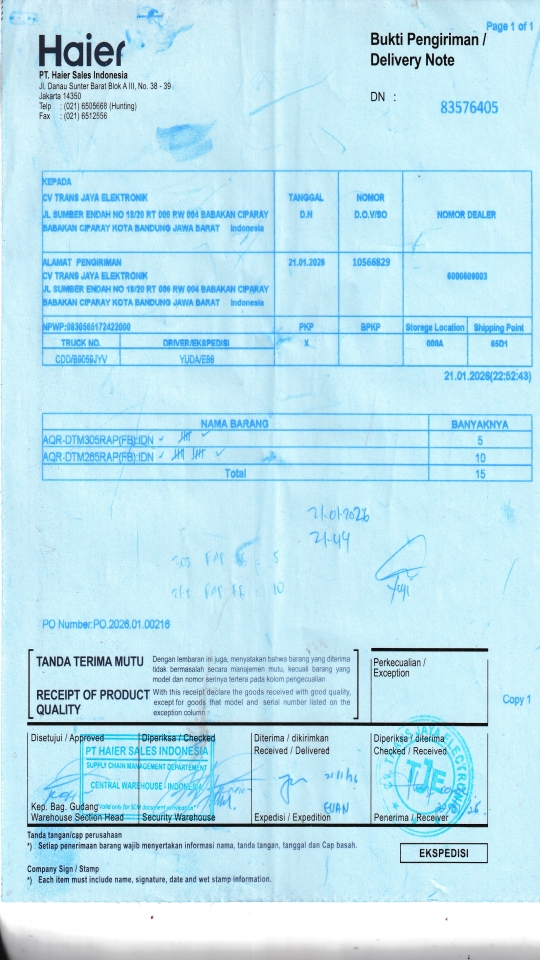 Page 1 of 1
Haier
Bukti Pengiriman /
Delivery Note
PT. Haier Sales Indonesia
Jl. Danau Sunter Barat Blok A III, No. 38 - 39
Jakarta 14350
Telp : (021) 6505668 (Hunting)
Fax : (021) 6512556
DN :
83576405
KEPADA
CV TRANS JAYA ELEKTRONIK
JL SUMBER ENDAH NO 18/20 RT 006 RW 004 BABAKAN CIPARAY
BABAKAN CIPARAY KOTA BANDUNG JAWA BARAT Indonesia
TANGGAL
D.N
NOMOR
D.O.V/SO
NOMOR DEALER
ALAMAT PENGIRIMAN
CV TRANS JAYA ELEKTRONIK
JL SUMBER ENDAH NO 18/20 RT 006 RW 004 BABAKAN CIPARAY
BABAKAN CIPARAY KOTA BANDUNG JAWA BARAT Indonesia
21.01.2026
10566829
6000609003
NPWP:0830565172422000
PKP
BPKP
Storage Location
Shipping Point
TRUCK NO.
DRIVER/EKSPEDISI
X
000A
65D1
CDD/B9059JYV
YUDA/E88
21.01.2026(22:52:43)
NAMA BARANG
BANYAKNYA
AQR-DTM305RAP(FB):IDN
5
AQR-DTM265RAP(FB):IDN
10
Total
15
21-01-2026
21-44
PO Number:PO.2026.01.00216
TANDA TERIMA MUTU
Dengan lembaran ini juga, menyatakan bahwa barang yang diterima
tidak bermasalah secara manajemen mutu, kecuali barang yang
model dan nomor serinya tertera pada kolom pengecualian
RECEIPT OF PRODUCT
QUALITY
With this receipt declare the goods received with good quality,
except for goods that model and serial number listed on the
exception column
Perkecualian /
Exception
Copy 1
Disetujui / Approved
Diperiksa / Checked
Diterima / dikirimkan
Received / Delivered
Diperiksa / diterima
Checked / Received
PT HAIER SALES INDONESIA
SUPPLY CHAIN MANAGEMENT DEPARTEMENT
CENTRAL WAREHOUSE - INDONESIA
Valid only for SCM document verification
TJE
EVAN
Kep. Bag. Gudang
Warehouse Section Head
Security Warehouse
Expedisi / Expedition
Penerima / Receiver
Tanda tangan/cap perusahaan
*) Setiap penerimaan barang wajib menyertakan informasi nama, tanda tangan, tanggal dan Cap basah.
EKSPEDISI
Company Sign / Stamp
*) Each item must include name, signature, date and wet stamp information.